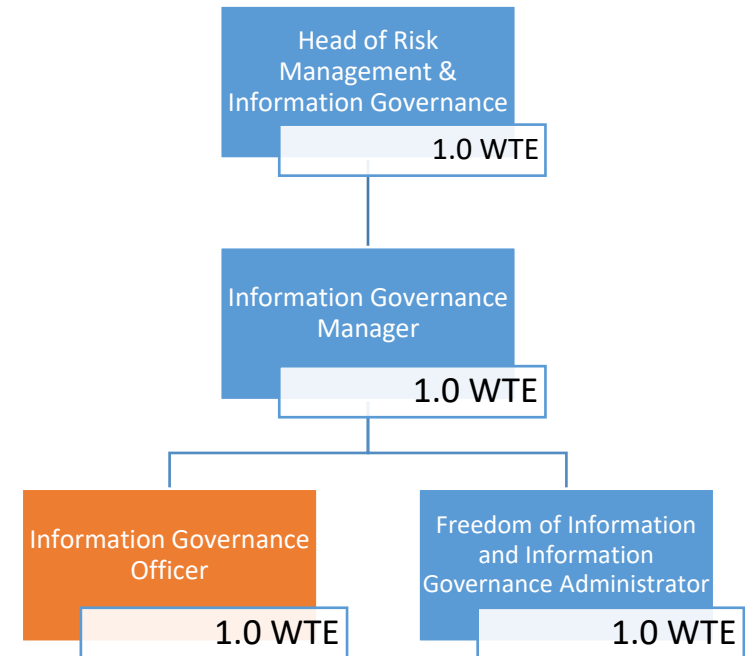 Head of Risk
Management &
Information Governance
1.0 WTE
Information Governance
Manager
1.0 WTE
Information Governance
Officer
1.0 WTE
Freedom of Information
and Information
Governance Administrator
1.0 WTE